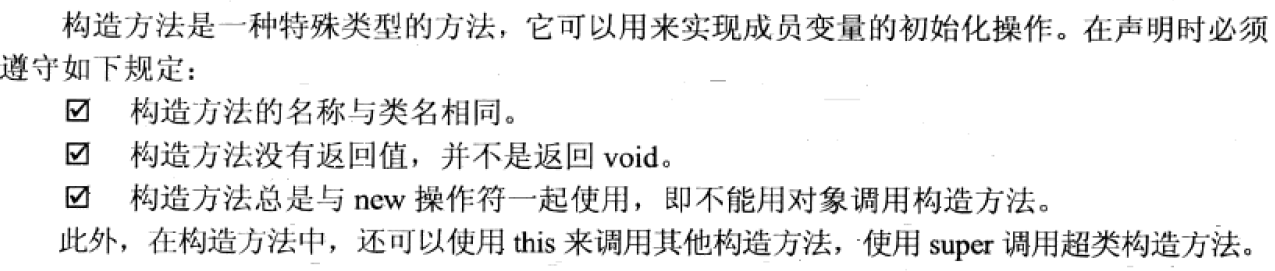 构造方法是一种特殊类型的方法，它可以用来实现成员变量的初始化操作。在声明时必须
遵守如下规定：
☑ 构造方法的名称与类名相同。
☑ 构造方法没有返回值，并不是返回 void。
☑ 构造方法总是与 new 操作符一起使用，即不能用对象调用构造方法。
此外，在构造方法中，还可以使用 this 来调用其他构造方法，使用 super 调用超类构造方法。